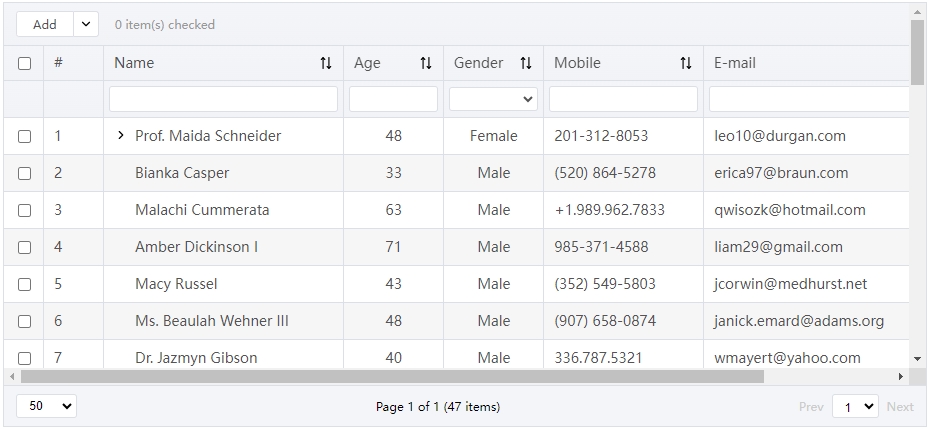 Add 0 item(s) checked
# Name Age Gender Mobile E-mail
1 Prof. Maida Schneider 48 Female 201-312-8053 leo10@durgan.com
2 Bianka Casper 33 Male (520) 864-5278 erica97@braun.com
3 Malachi Cummerata 63 Male +1.989.962.7833 qwisozk@hotmail.com
4 Amber Dickinson I 71 Male 985-371-4588 liam29@gmail.com
5 Macy Russel 43 Male (352) 549-5803 jcorwin@medhurst.net
6 Ms. Beaulah Wehner III 48 Male (907) 658-0874 janick.emard@adams.org
7 Dr. Jazmyn Gibson 40 Male 336.787.5321 wmayert@yahoo.com
50 Page 1 of 1 (47 items) Prev 1 Next